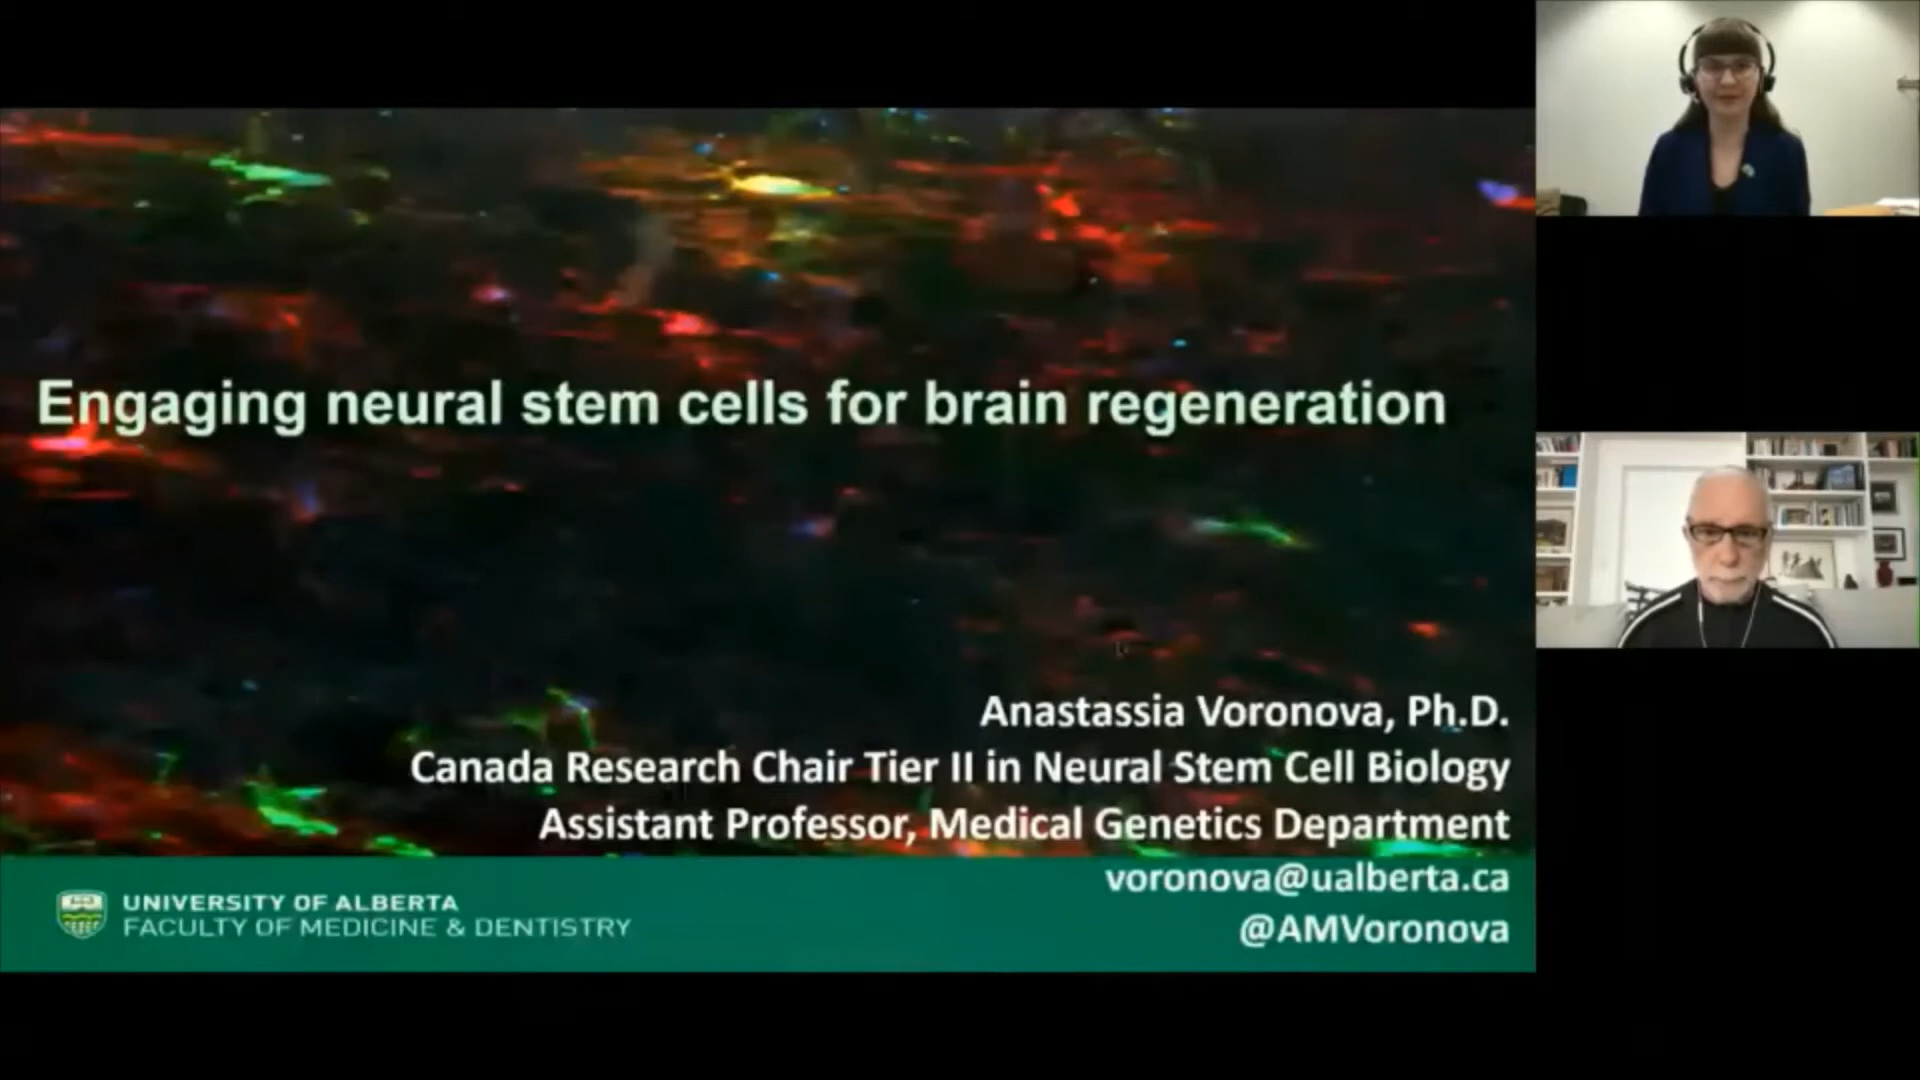 Engaging neural stem cells for brain regeneration
Anastassia Voronova, Ph.D.
Canada Research Chair Tier II in Neural Stem Cell Biology
Assistant Professor, Medical Genetics Department
voronova@ualberta.ca
@AMVoronova
UNIVERSITY OF ALBERTA
FACULTY OF MEDICINE & DENTISTRY